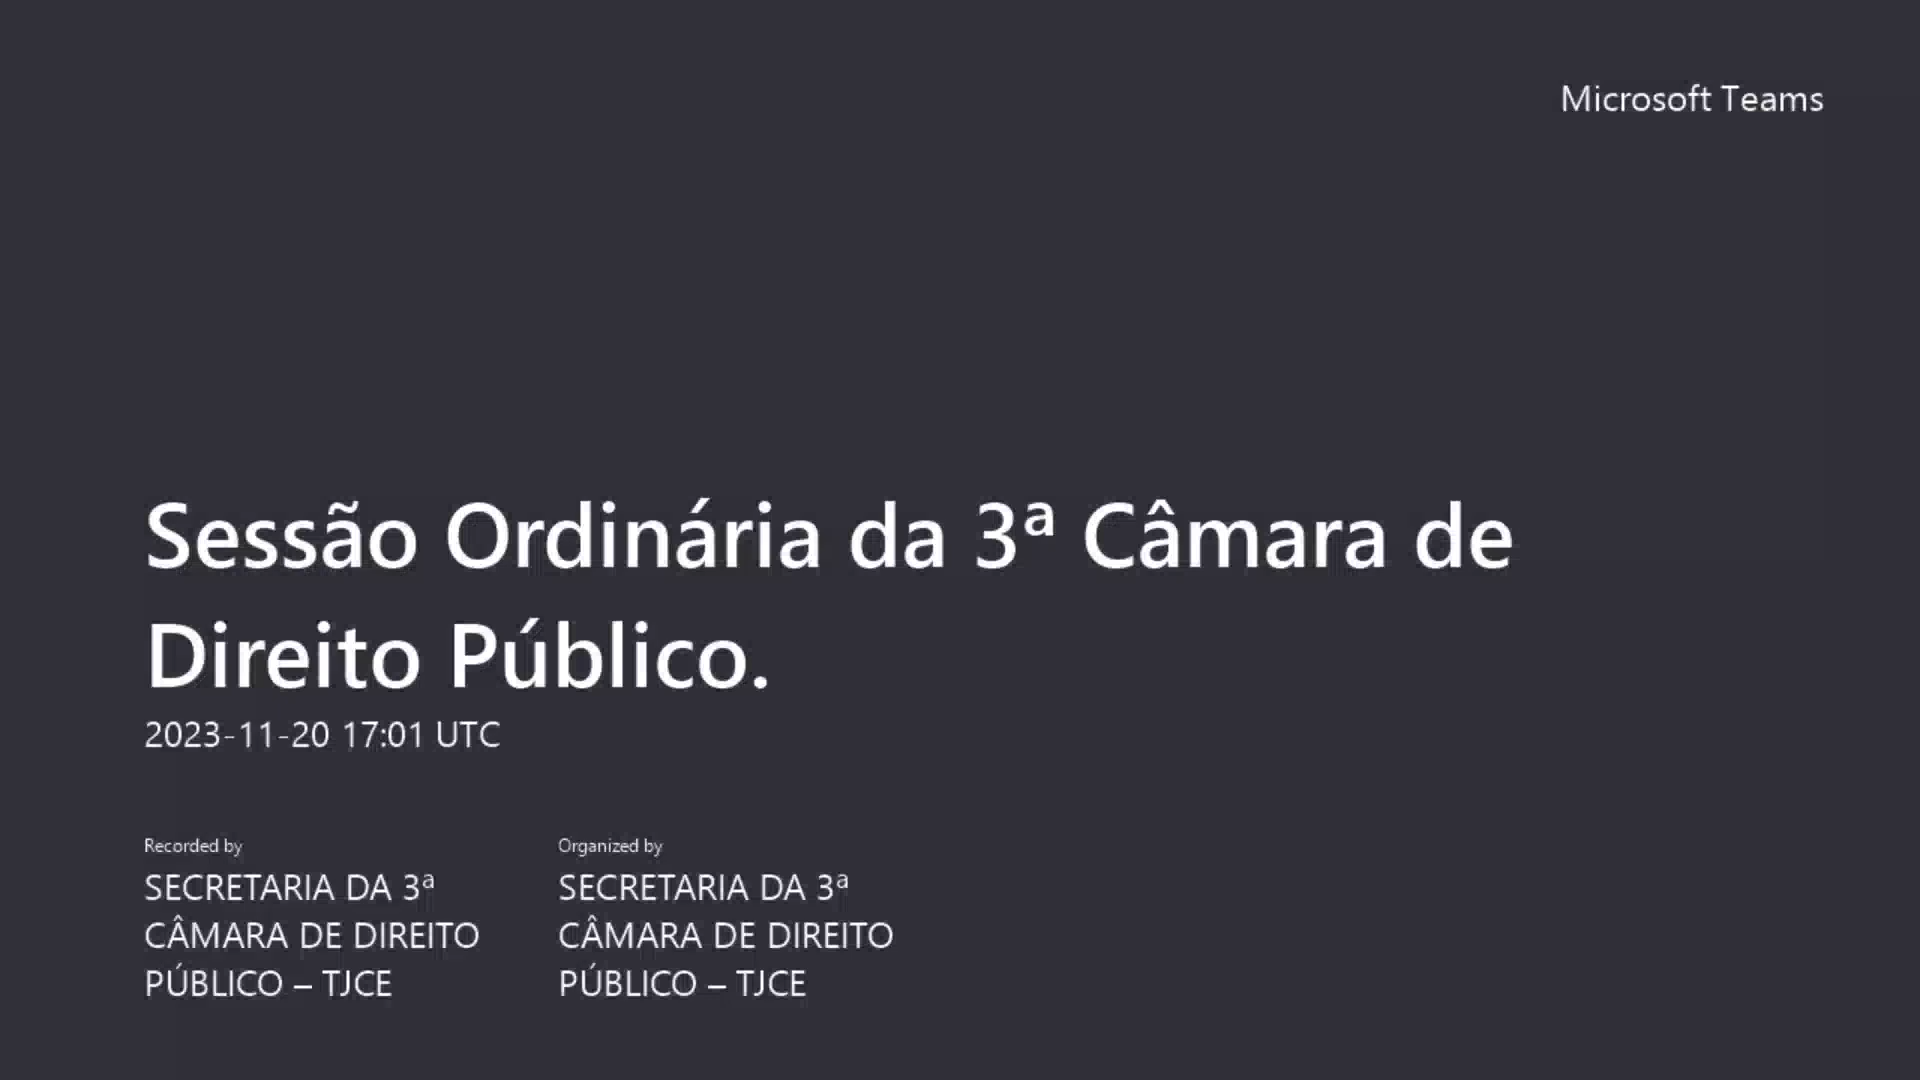 Microsoft Teams
Sessão Ordinária da 3ª Câmara de
Direito Público.
2023-11-20 17:01 UTC
Recorded by
SECRETARIA DA 3ª
CÂMARA DE DIREITO
PÚBLICO – TJCE
Organized by
SECRETARIA DA 3ª
CÂMARA DE DIREITO
PÚBLICO – TJCE